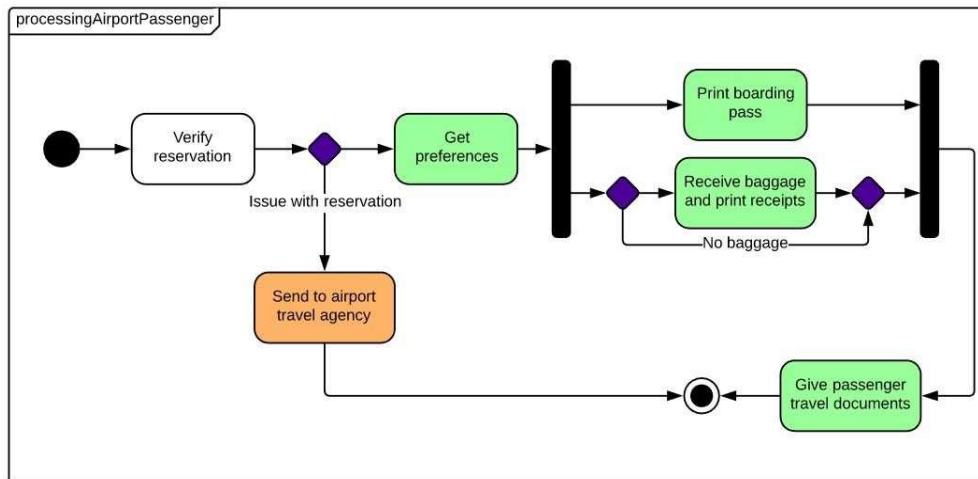 processingAirportPassenger
Verify
reservation
Get
preferences
Print boarding
pass
Receive baggage
and print receipts
Issue with reservation
No baggage
Send to airport
travel agency
Give passenger
travel documents